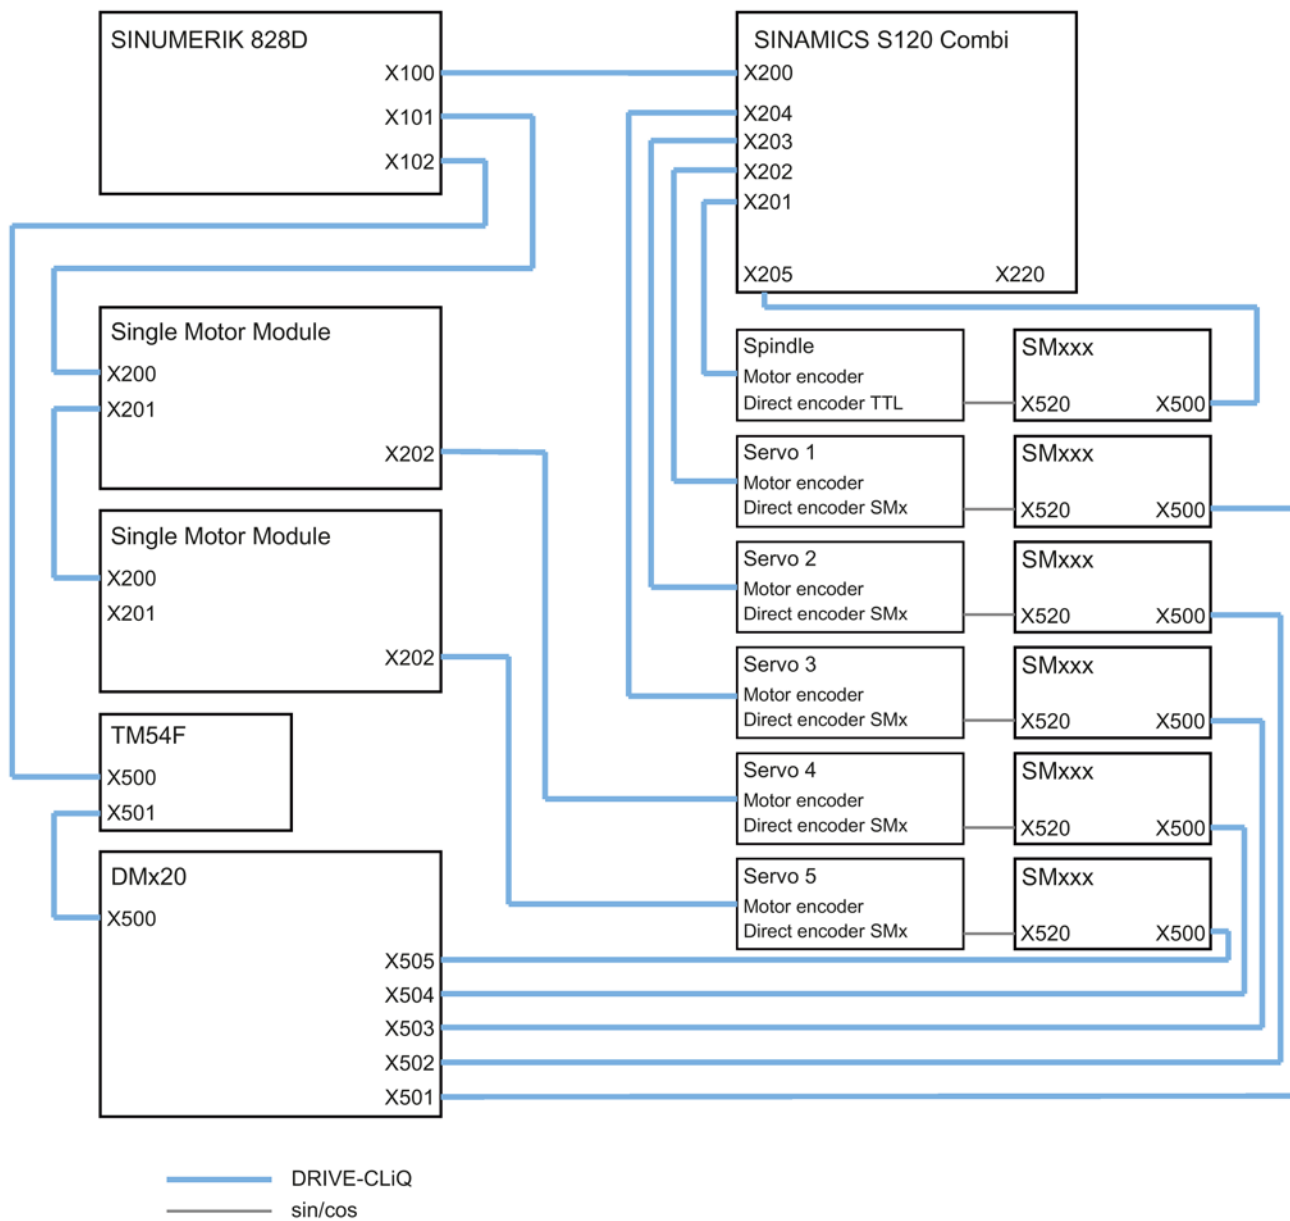 SINUMERIK 828D
X100
X101
X102
SINAMICS S120 Combi
X200
X204
X203
X202
X201
X205 X220
Single Motor Module
X200
X201
X202
Single Motor Module
X200
X201
X202
TM54F
X500
X501
DMx20
X500
X505
X504
X503
X502
X501
Spindle
Motor encoder
Direct encoder TTL
SMxxx
X520 X500
Servo 1
Motor encoder
Direct encoder SMx
SMxxx
X520 X500
Servo 2
Motor encoder
Direct encoder SMx
SMxxx
X520 X500
Servo 3
Motor encoder
Direct encoder SMx
SMxxx
X520 X500
Servo 4
Motor encoder
Direct encoder SMx
SMxxx
X520 X500
Servo 5
Motor encoder
Direct encoder SMx
SMxxx
X520 X500
DRIVE-CLiQ
sin/cos